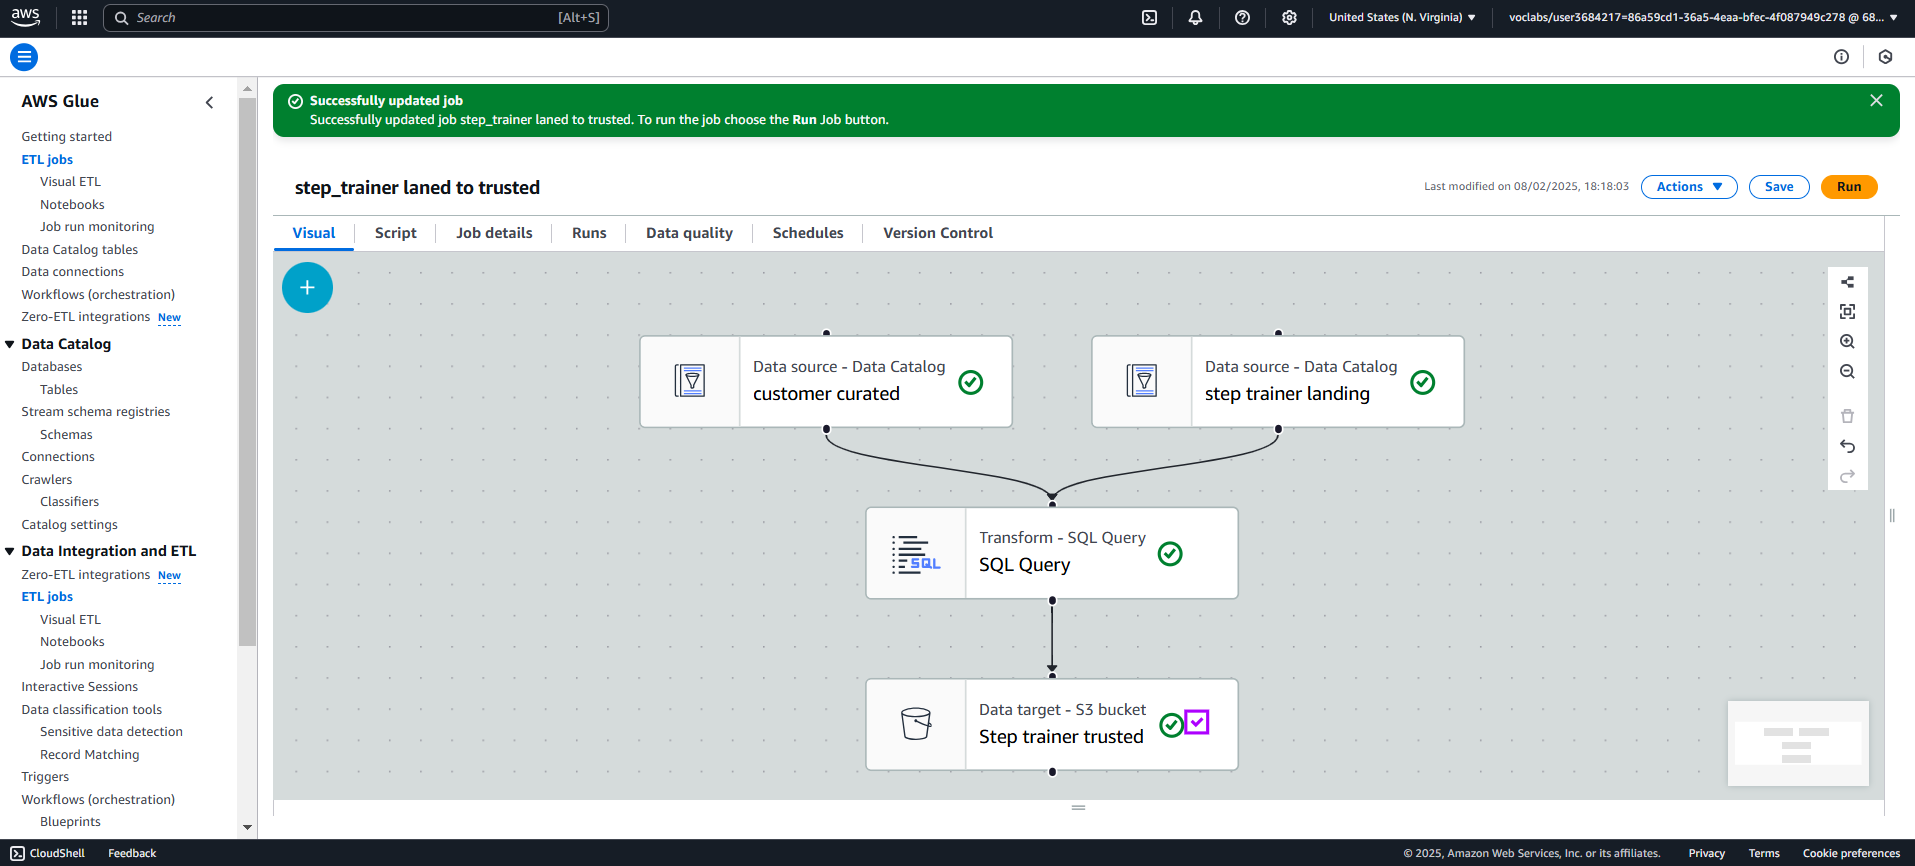 aws
Search
[Alt+S]
United States (N. Virginia)
voclabs/user3684217=86a59cd1-36a5-4eaa-bfec-4f087949c278 @ 68...
AWS Glue
Getting started
ETL jobs
Visual ETL
Notebooks
Job run monitoring
Data Catalog tables
Data connections
Workflows (orchestration)
Zero-ETL integrations New
Data Catalog
Databases
Tables
Stream schema registries
Schemas
Connections
Crawlers
Classifiers
Catalog settings
Data Integration and ETL
Zero-ETL integrations New
ETL jobs
Visual ETL
Notebooks
Job run monitoring
Interactive Sessions
Data classification tools
Sensitive data detection
Record Matching
Triggers
Workflows (orchestration)
Blueprints
Successfully updated job
Successfully updated job step_trainer laned to trusted. To run the job choose the Run Job button.
step_trainer laned to trusted
Last modified on 08/02/2025, 18:18:03
Actions
Save
Run
Visual
Script
Job details
Runs
Data quality
Schedules
Version Control
Data source - Data Catalog
customer curated
Data source - Data Catalog
step trainer landing
SQL
Transform - SQL Query
SQL Query
Data target - S3 bucket
Step trainer trusted
CloudShell
Feedback
© 2025, Amazon Web Services, Inc. or its affiliates.
Privacy
Terms
Cookie preferences